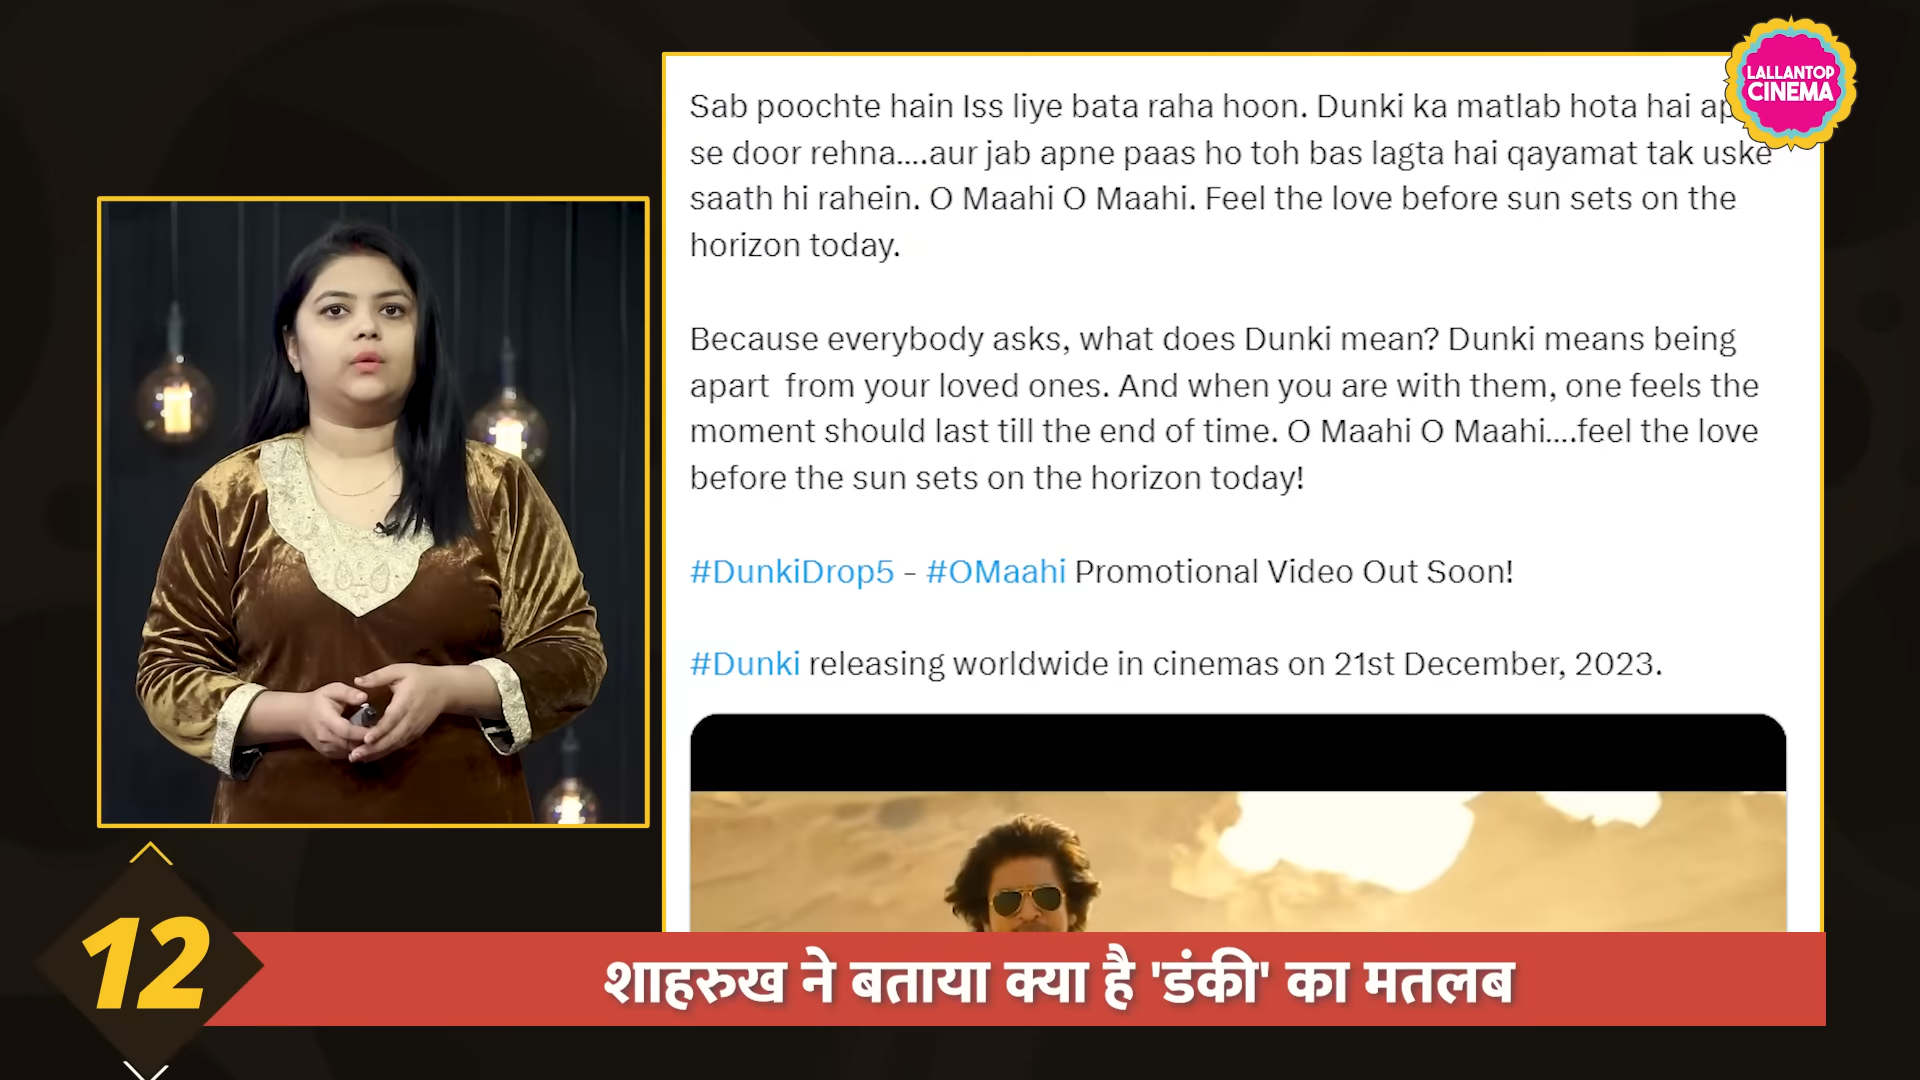 LALLANTOP
CINEMA
Sab poochte hain Iss liye bata raha hoon. Dunki ka matlab hota hai
se door rehna....aur jab apne paas ho toh bas lagta hai qayamat tak uske
saath hi rahein. O Maahi O Maahi. Feel the love before sun sets on the
horizon today.
Because everybody asks, what does Dunki mean? Dunki means being
apart from your loved ones. And when you are with them, one feels the
moment should last till the end of time. O Maahi O Maahi....feel the love
before the sun sets on the horizon today!
#DunkiDrop5 - #OMaahi Promotional Video Out Soon!
#Dunki releasing worldwide in cinemas on 21st December, 2023.
12
शाहरुख ने बताया क्या है 'डंकी' का मतलब